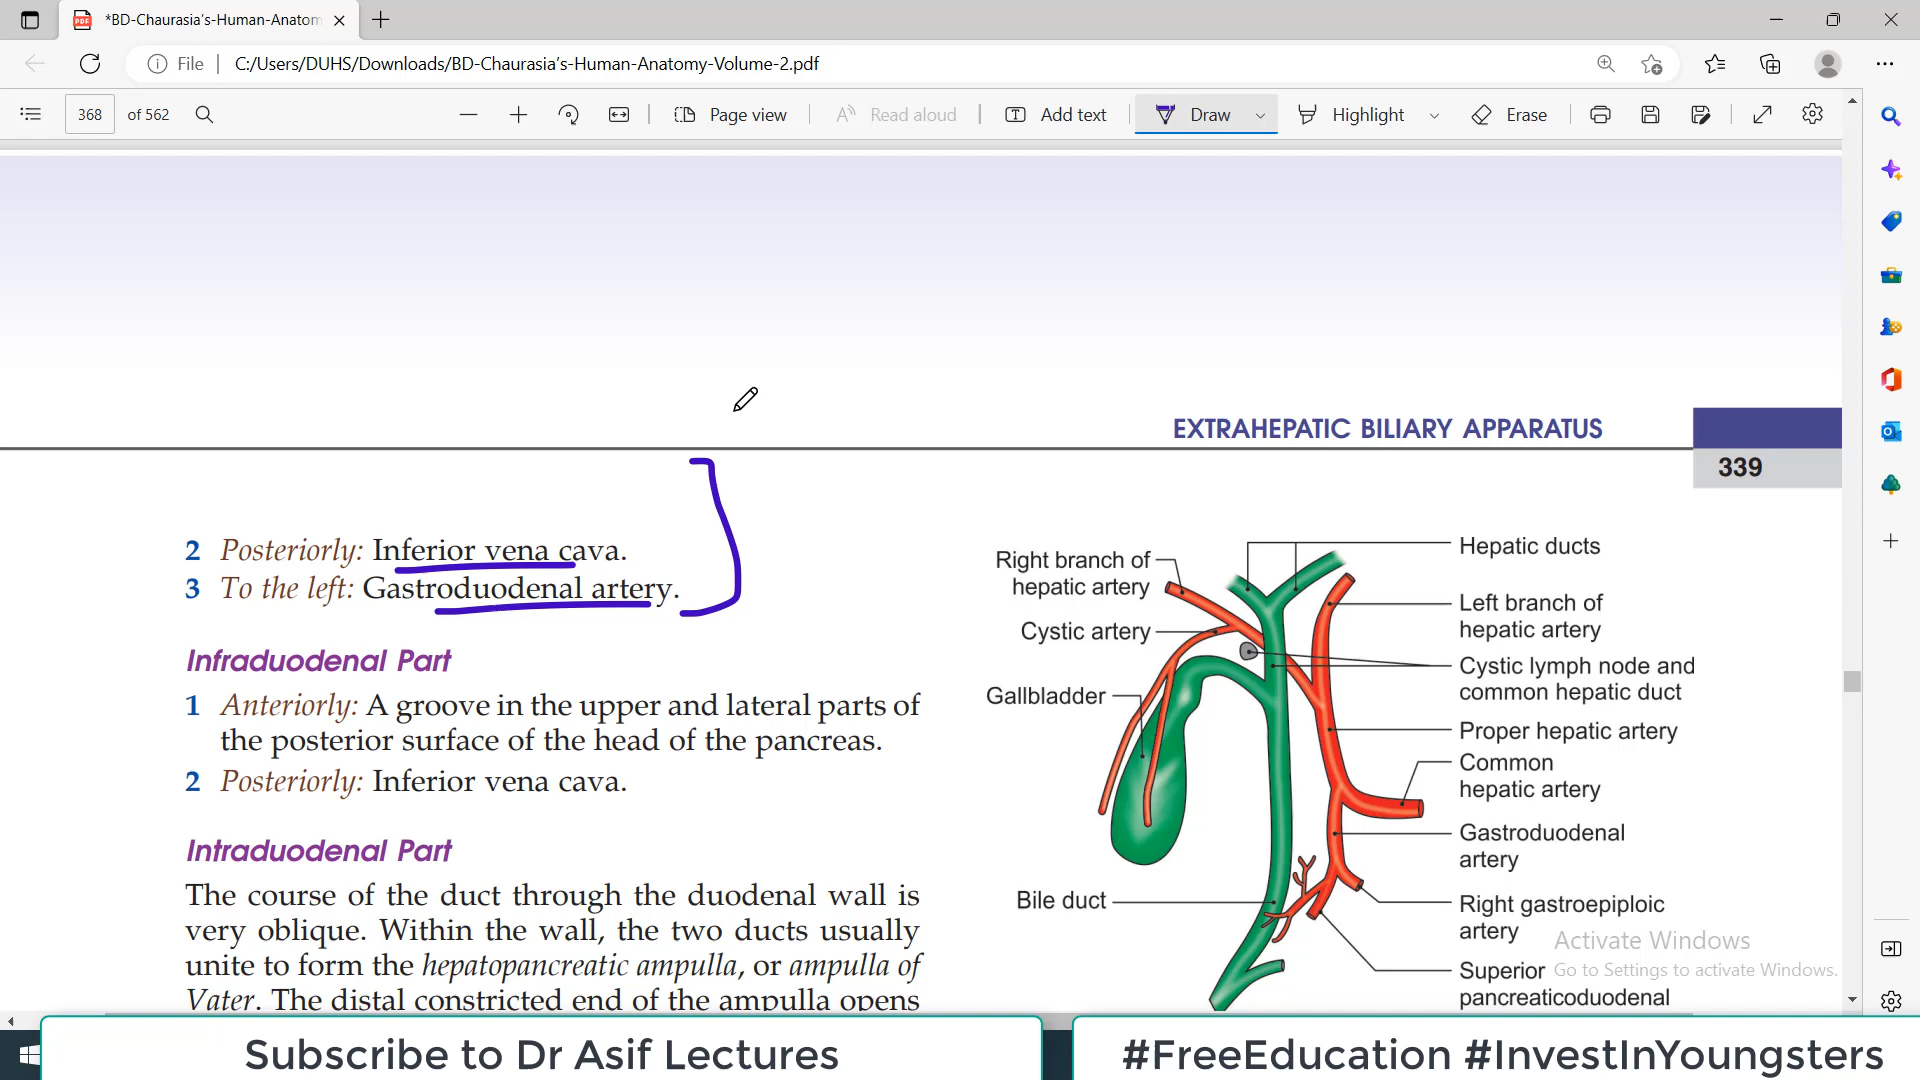 *BD-Chaurasia's-Human-Anatom
File
C:/Users/DUHS/Downloads/BD-Chaurasia's-Human-Anatomy-Volume-2.pdf
368 of 562
Page view
Read aloud
Add text
Draw
Highlight
Erase
EXTRAHEPATIC BILIARY APPARATUS
339
2 Posteriorly: Inferior vena cava.
3 To the left: Gastroduodenal artery.
Infraduodenal Part
1 Anteriorly: A groove in the upper and lateral parts of
the posterior surface of the head of the pancreas.
2 Posteriorly: Inferior vena cava.
Intraduodenal Part
The course of the duct through the duodenal wall is
very oblique. Within the wall, the two ducts usually
unite to form the hepatopancreatic ampulla, or ampulla of
Vater. The distal constricted end of the ampulla opens
Right branch of
hepatic artery
Cystic artery
Gallbladder
Bile duct
Hepatic ducts
Left branch of
hepatic artery
Cystic lymph node and
common hepatic duct
Proper hepatic artery
Common
hepatic artery
Gastroduodenal
artery
Right gastroepiploic
artery
Superior
pancreaticoduodenal
Activate Windows
Go to Settings to activate Windows.
Subscribe to Dr Asif Lectures
#FreeEducation #InvestInYoungsters